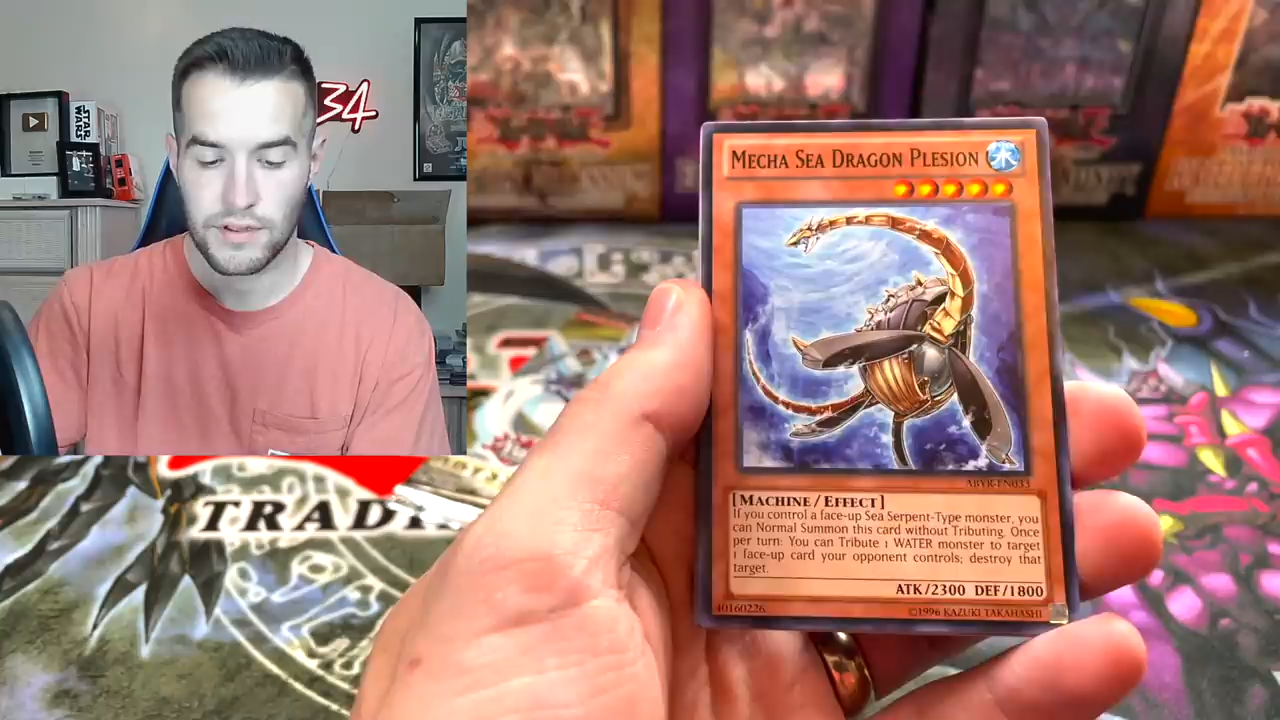 34
STAR
WARS
MECHA SEA DRAGON PLESION
水
ABYR-EN033
[MACHINE/EFFECT]
If you control a face-up Sea Serpent-Type monster, you
can Normal Summon this card without Tributing. Once
per turn: You can Tribute 1 WATER monster to target
1 face-up card your opponent controls; destroy that
target.
ATK/2300 DEF/1800
40160226
©1996 KAZUKI TAKAHASHI
TRADI